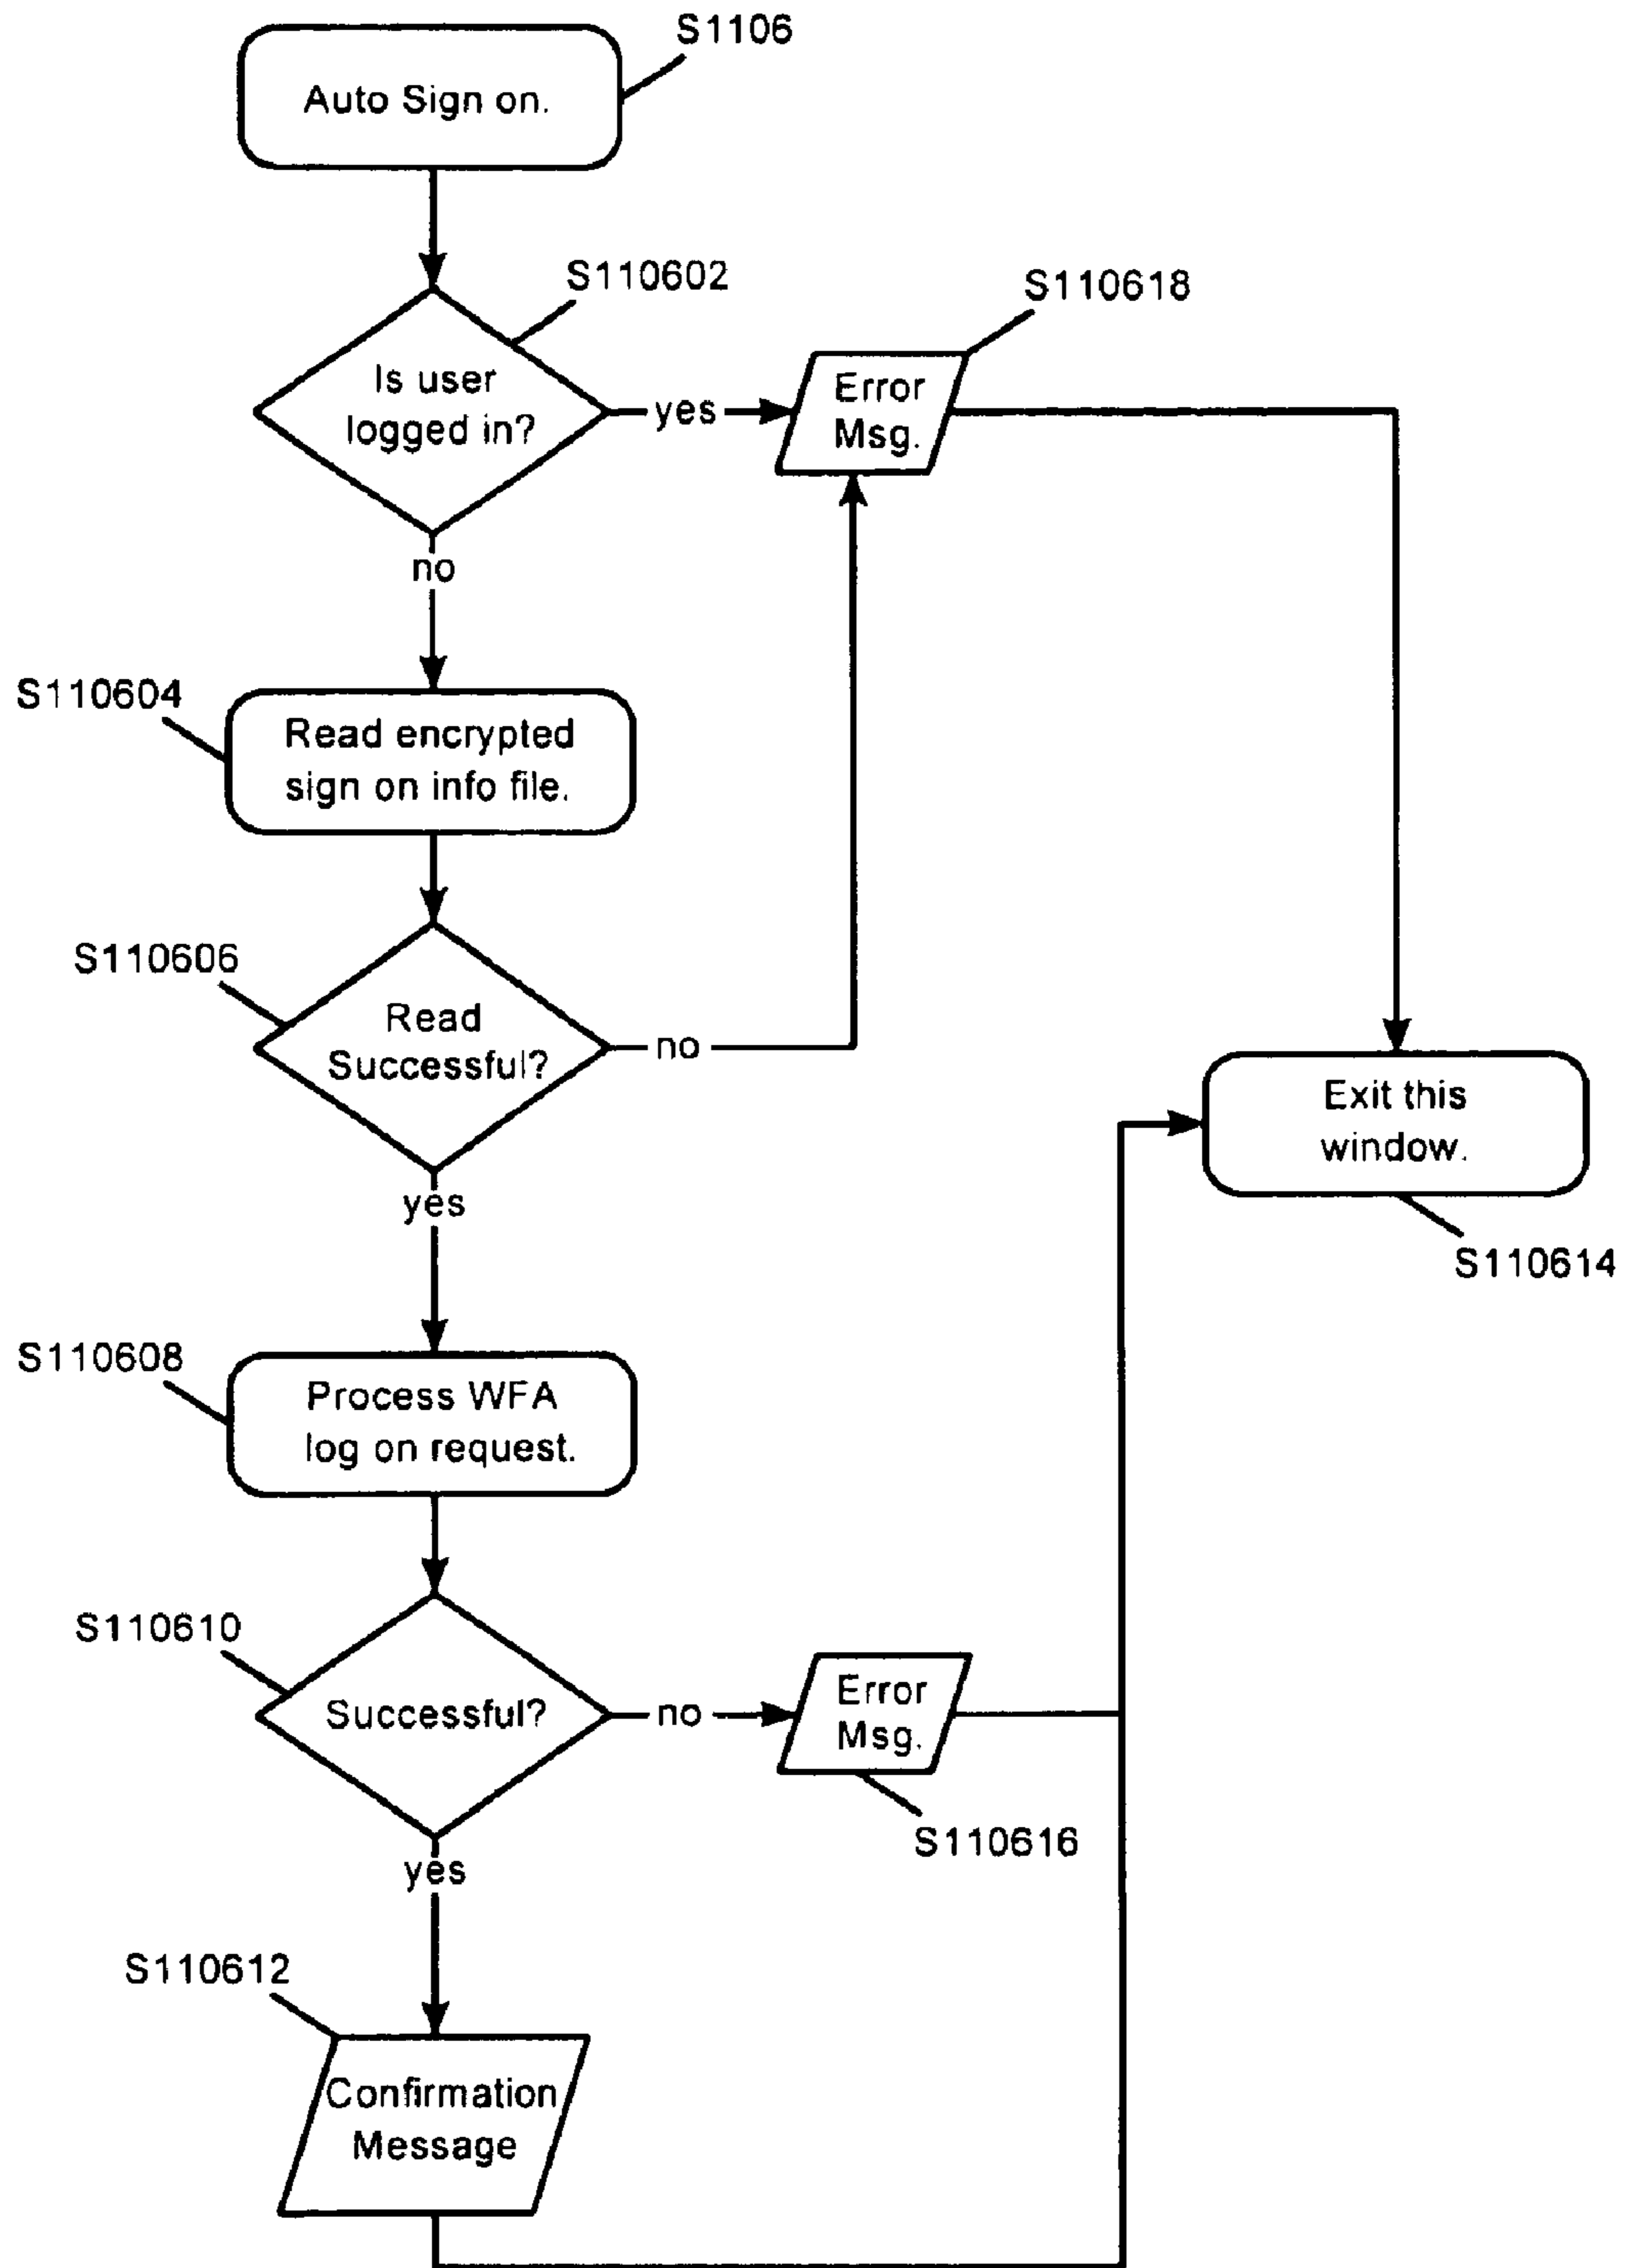 S1106
Auto Sign on.
S110602
S110618
Is user
logged in?
yes
Error
Msg.
no
S110604
Read encrypted
sign on info file.
S110606
Read
Successful?
no
Exit this
window.
yes
S110614
S110608
Process WFA
log on request.
S110610
Successful?
no
Error
Msg.
S110616
yes
S110612
Confirmation
Message